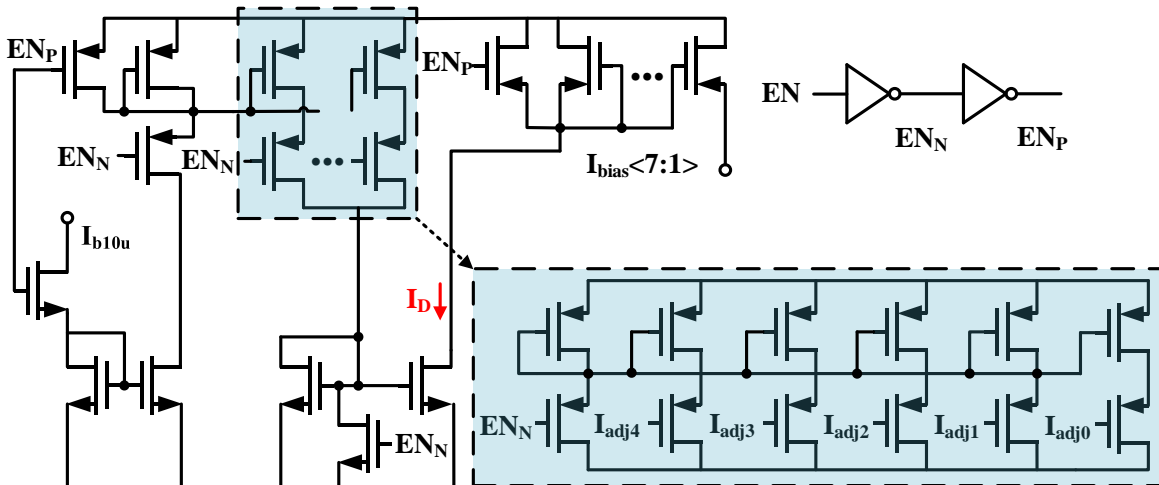 EN_P
EN_P
EN
EN_N
EN_P
EN_N
EN_N
I_bias<7:1>
I_b10u
I_D
EN_N
EN_N
I_adj4
I_adj3
I_adj2
I_adj1
I_adj0